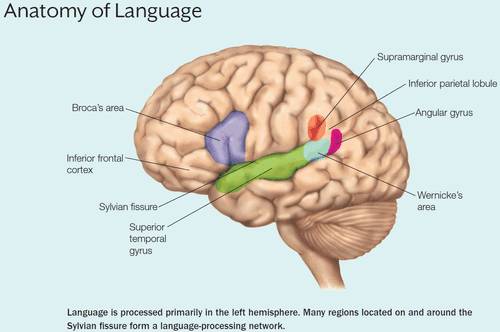 Anatomy of Language
Supramarginal gyrus
Inferior parietal lobule
Broca's area
Angular gyrus
Inferior frontal
cortex
Sylvian fissure
Wernicke's
area
Superior
temporal
gyrus
Language is processed primarily in the left hemisphere. Many regions located on and around the
Sylvian fissure form a language-processing network.